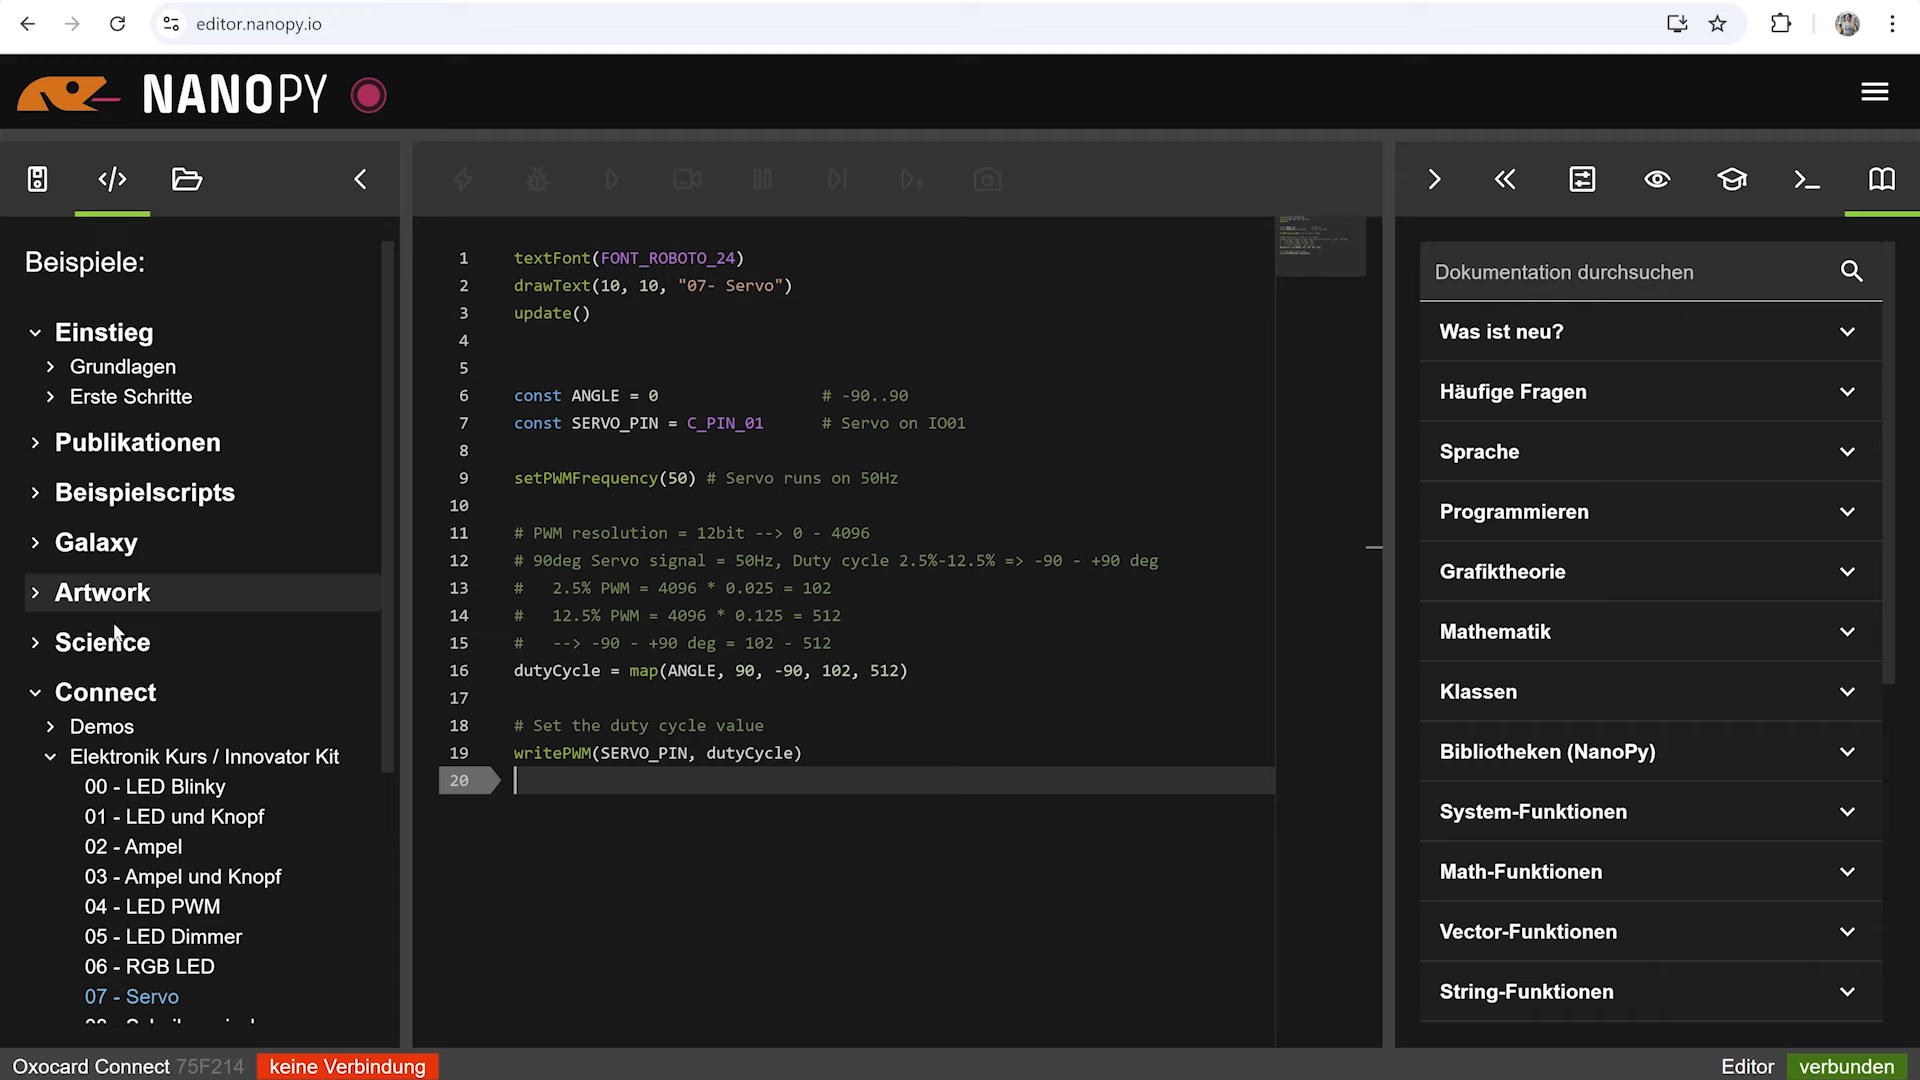 editor.nanopy.io
NANOPY
Beispiele:
Einstieg
Grundlagen
Erste Schritte
Publikationen
Beispielscripts
Galaxy
Artwork
Science
Connect
Demos
Elektronik Kurs / Innovator Kit
00 - LED Blinky
01 - LED und Knopf
02 - Ampel
03 - Ampel und Knopf
04 - LED PWM
05 - LED Dimmer
06 - RGB LED
07 - Servo
1 textFont(FONT_ROBOTO_24)
2 drawText(10, 10, "07- Servo")
3 update()
4
5
6 const ANGLE = 0 # -90..90
7 const SERVO_PIN = C_PIN_01 # Servo on IO01
8
9 setPWMFrequency(50) # Servo runs on 50Hz
10
11 # PWM resolution = 12bit --> 0 - 4096
12 # 90deg Servo signal = 50Hz, Duty cycle 2.5%-12.5% => -90 - +90 deg
13 # 2.5% PWM = 4096 * 0.025 = 102
14 # 12.5% PWM = 4096 * 0.125 = 512
15 # --> -90 - +90 deg = 102 - 512
16 dutyCycle = map(ANGLE, 90, -90, 102, 512)
17
18 # Set the duty cycle value
19 writePWM(SERVO_PIN, dutyCycle)
20
Dokumentation durchsuchen
Was ist neu?
Häufige Fragen
Sprache
Programmieren
Grafiktheorie
Mathematik
Klassen
Bibliotheken (NanoPy)
System-Funktionen
Math-Funktionen
Vector-Funktionen
String-Funktionen
Oxocard Connect 75F214 keine Verbindung
Editor verbunden